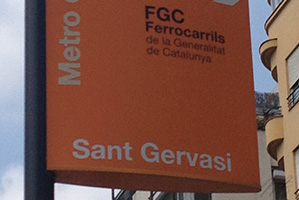 Metro
FGC
Ferrocarrils
de la Generalitat
de Catalunya
Sant Gervasi